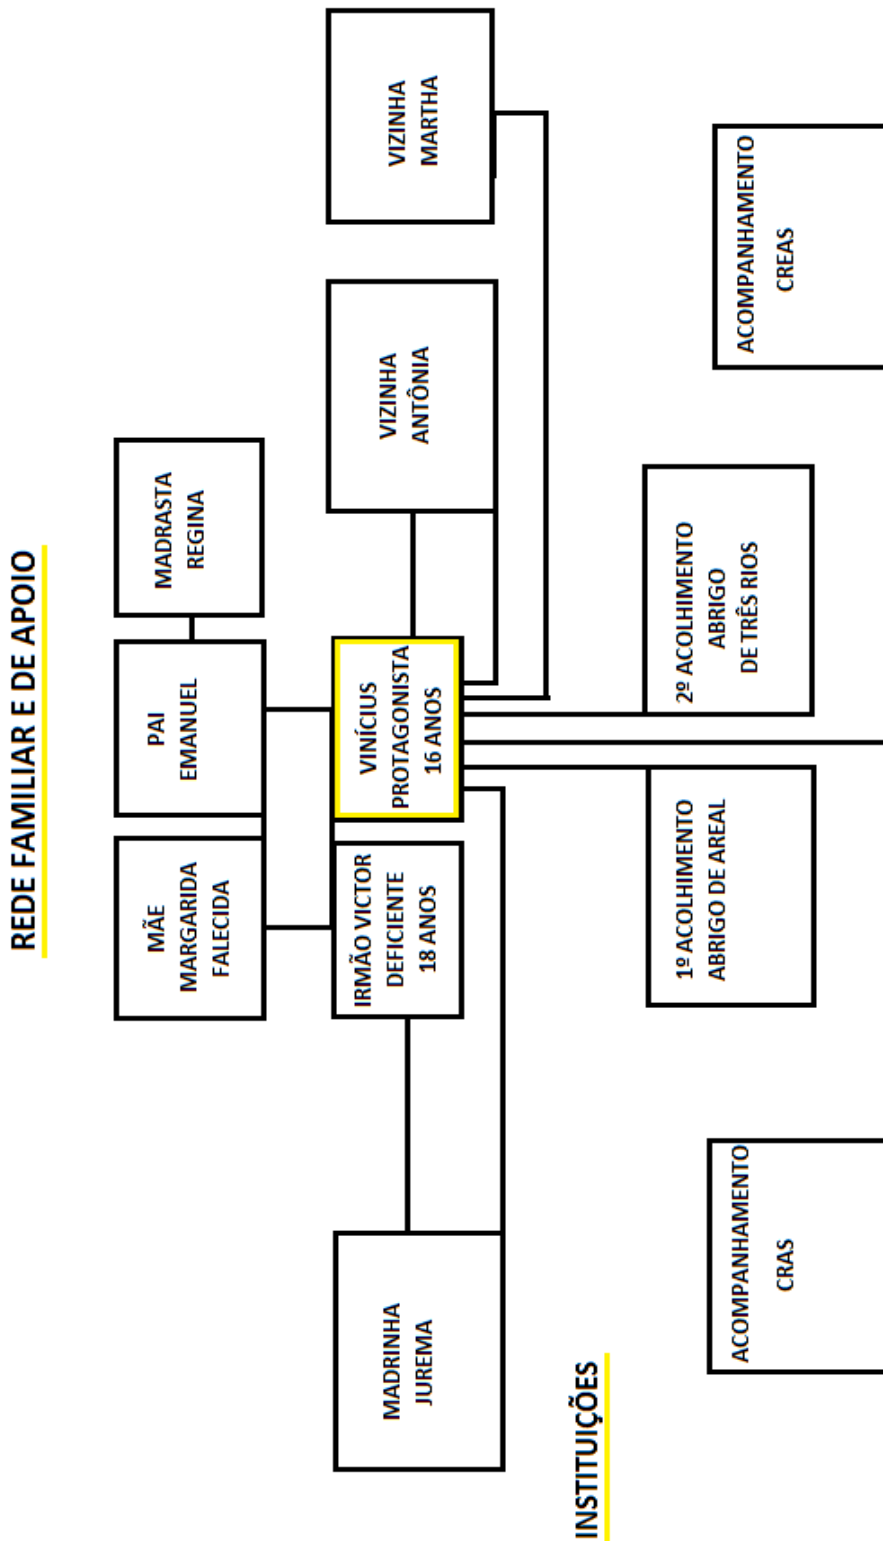 REDE FAMILIAR E DE APOIO
MÃE
MARGARIDA
FALECIDA
PAI
EMANUEL
MADRASTA
REGINA
MADRINHA
JUREMA
IRMÃO VICTOR
DEFICIENTE
18 ANOS
VINÍCIUS
PROTAGONISTA
16 ANOS
VIZINHA
ANTÔNIA
VIZINHA
MARTHA
INSTITUIÇÕES
ACOMPANHAMENTO
CRAS
1º ACOLHIMENTO
ABRIGO DE AREAL
2º ACOLHIMENTO
ABRIGO
DE TRÊS RIOS
ACOMPANHAMENTO
CREAS